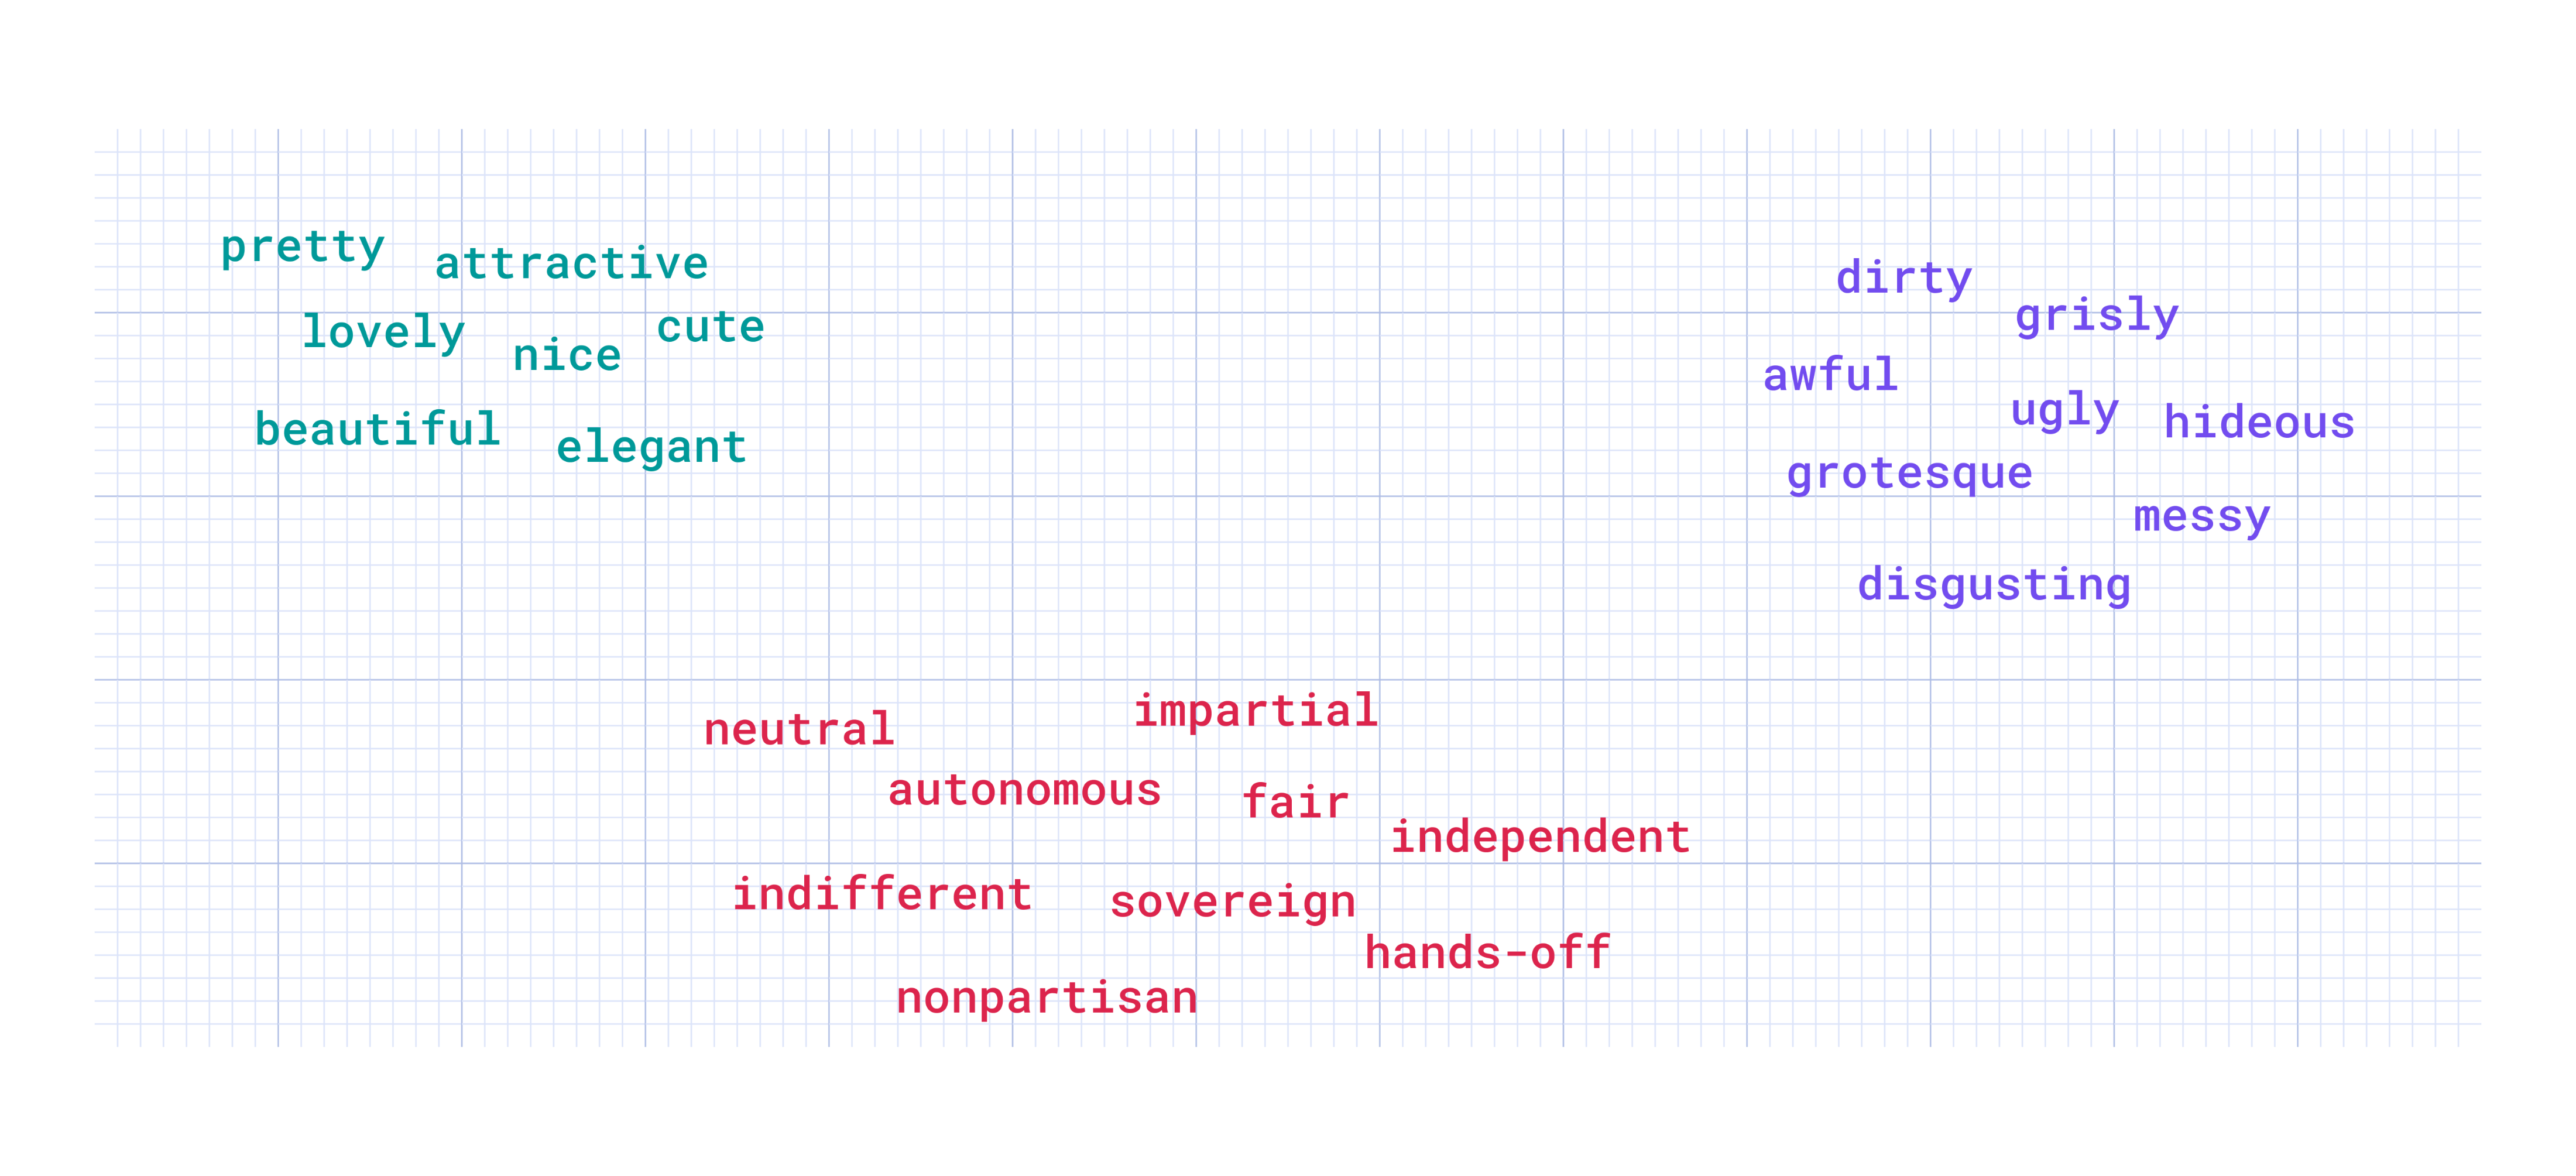 pretty
attractive
lovely
nice
cute
beautiful
elegant
dirty
grisly
awful
ugly
hideous
grotesque
messy
disgusting
neutral
impartial
autonomous
fair
independent
indifferent
sovereign
hands-off
nonpartisan